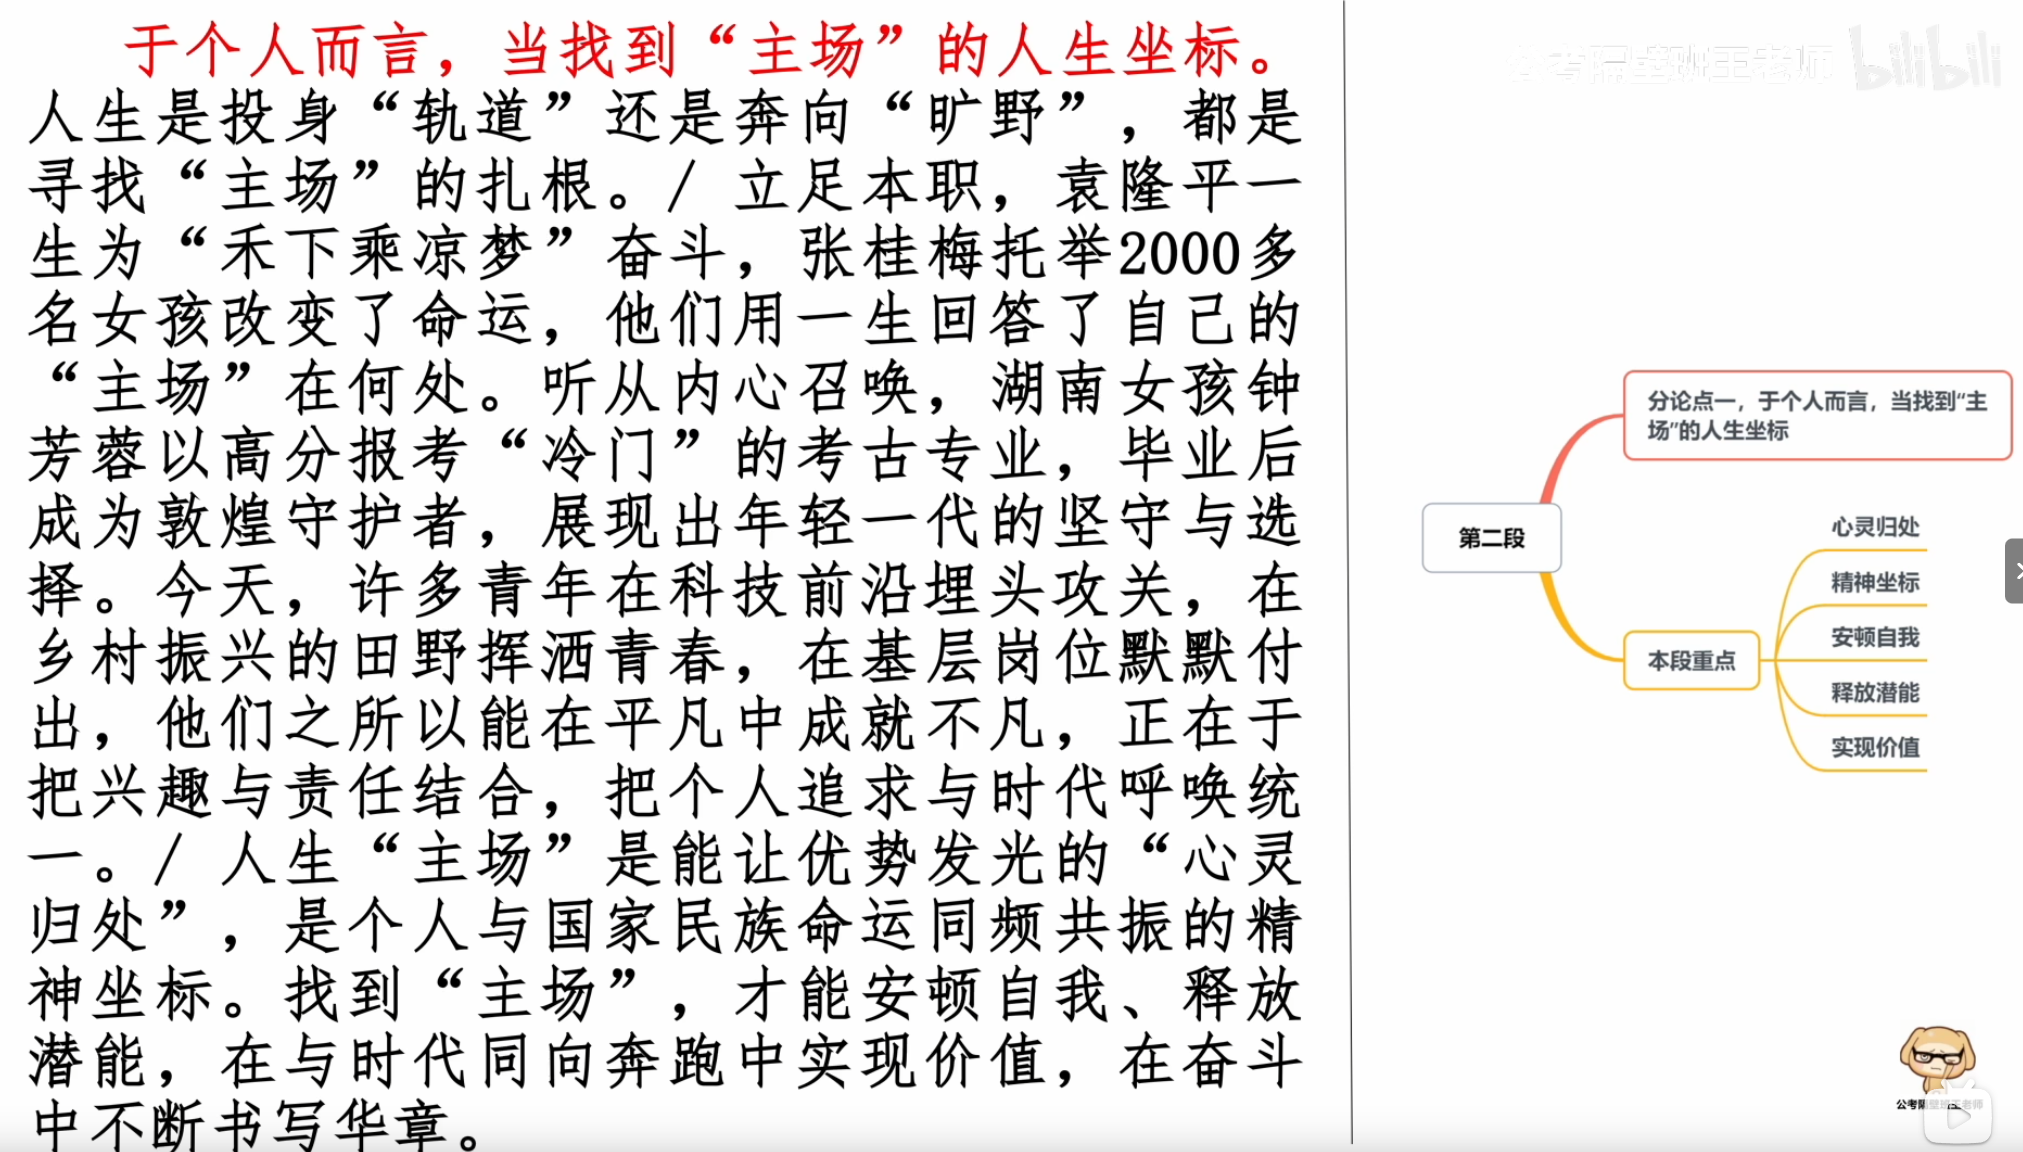 于个人而言，当找到“主场”的人生坐标。
人生是投身“轨道”还是奔向“旷野”，都是
寻找“主场”的扎根。/ 立足本职，袁隆平一
生为“禾下乘凉梦”奋斗，张桂梅托举2000多
名女孩改变了命运，他们用一生回答了自己的
“主场”在何处。听从内心召唤，湖南女孩钟
芳蓉以高分报考“冷门”的考古专业，毕业后
成为敦煌守护者，展现出年轻一代的坚守与选
择。今天，许多青年在科技前沿埋头攻关，在
乡村振兴的田野挥洒青春，在基层岗位默默付
出，他们之所以能在平凡中成就不凡，正在于
把兴趣与责任结合，把个人追求与时代呼唤统
一。/ 人生“主场”是能让优势发光的“心灵
归处”，是个人与国家民族命运同频共振的精
神坐标。找到“主场”，才能安顿自我、释放
潜能，在与时代同向奔跑中实现价值，在奋斗
中不断书写华章。
公考隔壁班王老师 bilibili
分论点一，于个人而言，当找到“主
场”的人生坐标
第二段
本段重点
心灵归处
精神坐标
安顿自我
释放潜能
实现价值
公考隔壁班王老师